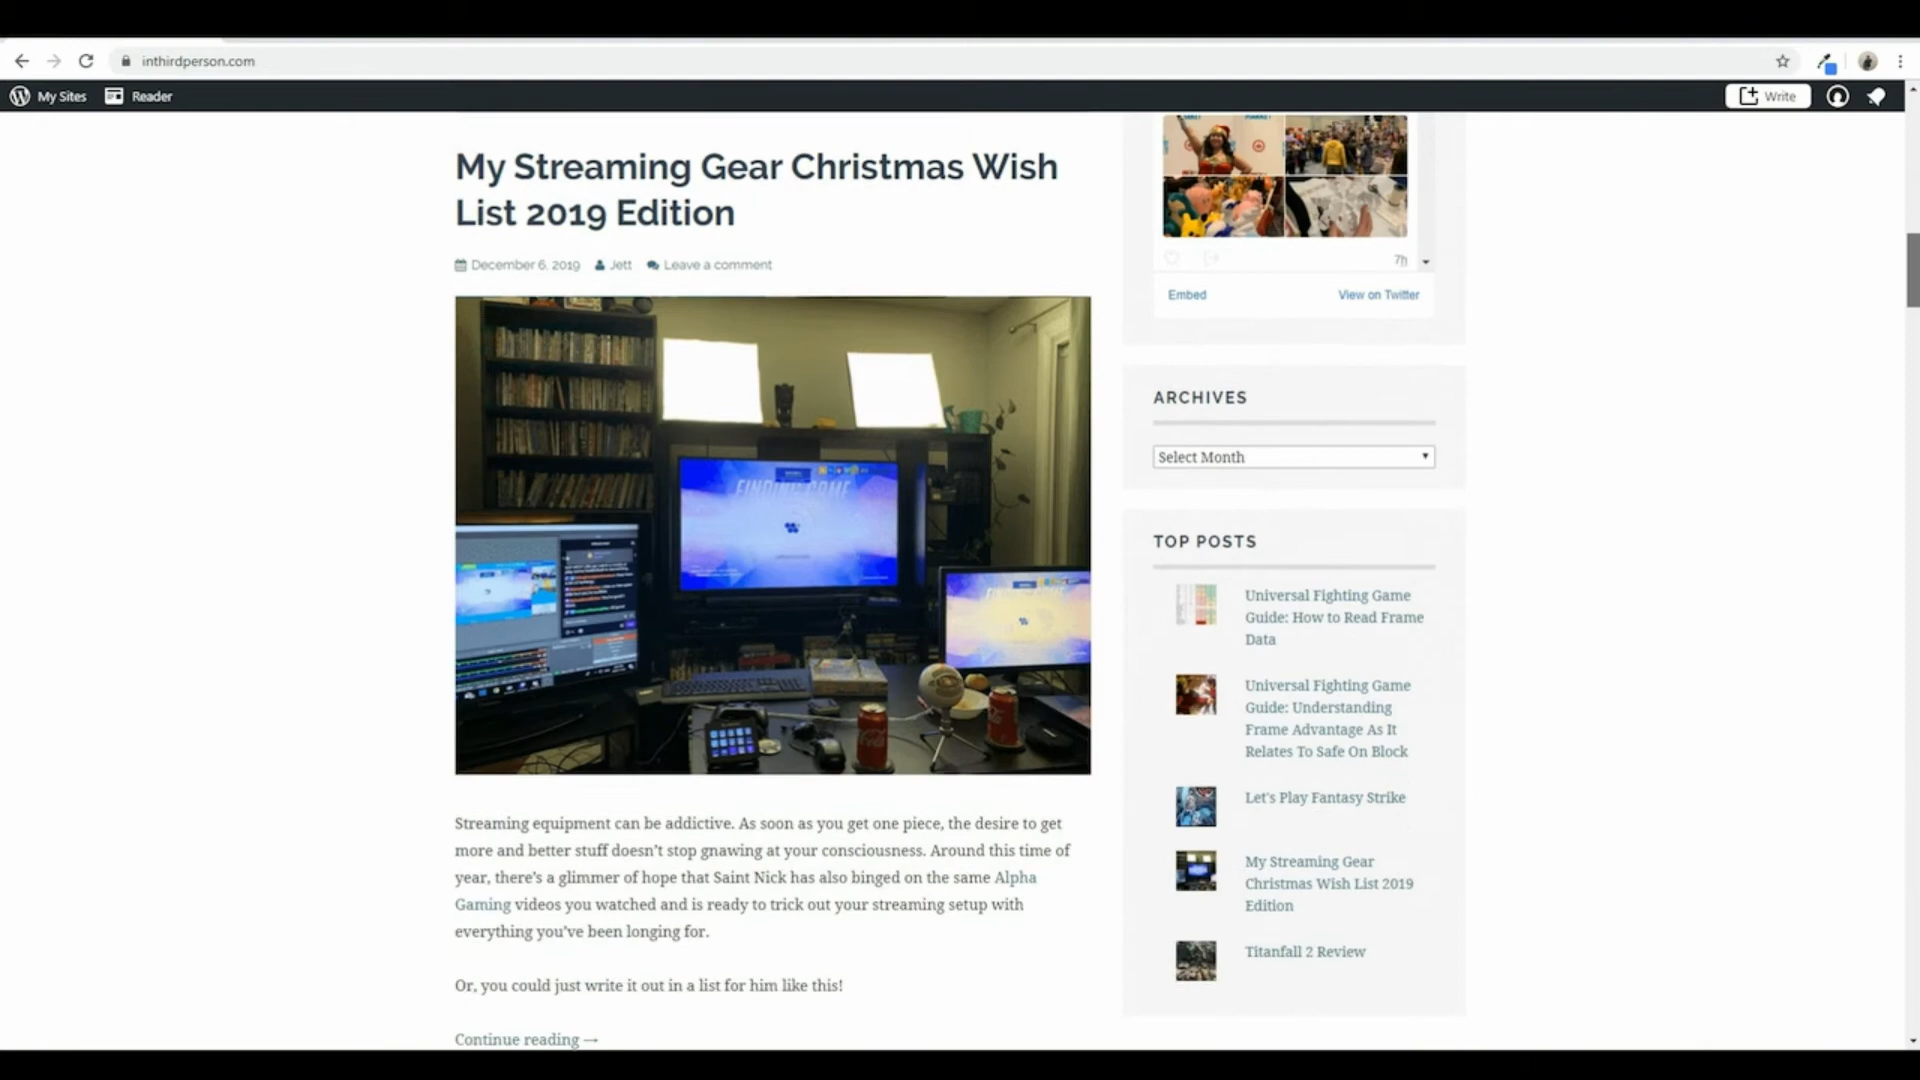 inthirdperson.com
My Sites
Reader
Write
My Streaming Gear Christmas Wish
List 2019 Edition
December 6, 2019
Jett
Leave a comment
FINDING GAME
Coca-Cola
Streaming equipment can be addictive. As soon as you get one piece, the desire to get
more and better stuff doesn't stop gnawing at your consciousness. Around this time of
year, there's a glimmer of hope that Saint Nick has also binged on the same Alpha
Gaming videos you watched and is ready to trick out your streaming setup with
everything you've been longing for.
Or, you could just write it out in a list for him like this!
Continue reading →
7h
Embed
View on Twitter
ARCHIVES
Select Month
TOP POSTS
Universal Fighting Game
Guide: How to Read Frame
Data
Universal Fighting Game
Guide: Understanding
Frame Advantage As It
Relates To Safe On Block
Let's Play Fantasy Strike
My Streaming Gear
Christmas Wish List 2019
Edition
Titanfall 2 Review